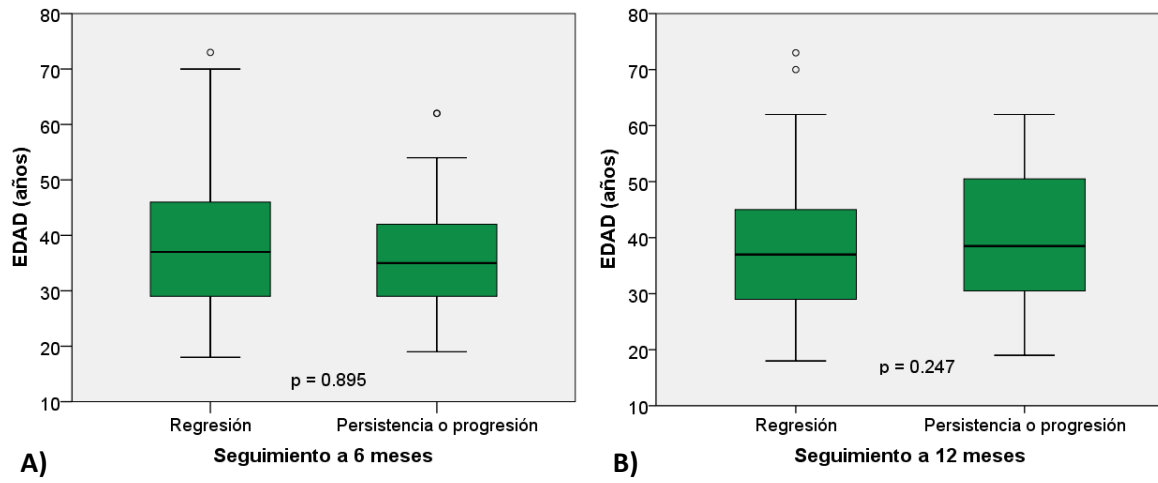 80
70
60
50
40
30
20
10
EDAD (años)
p = 0.895
Regresión
Persistencia o progresión
Seguimiento a 6 meses
A)
80
70
60
50
40
30
20
10
EDAD (años)
p = 0.247
Regresión
Persistencia o progresión
Seguimiento a 12 meses
B)